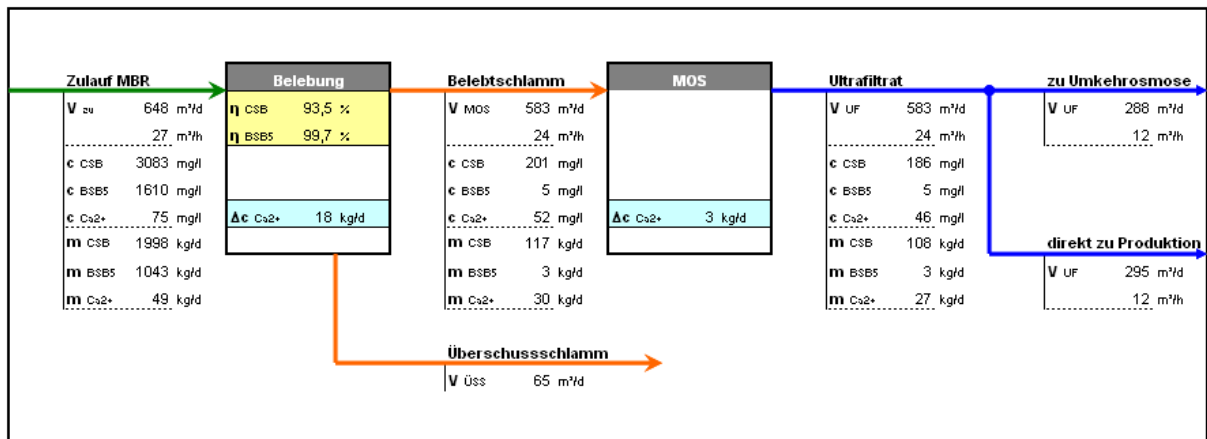 Zulauf MBR
V zu 648 m³/d
27 m³/h
c CSB 3083 mg/l
c BSB5 1610 mg/l
c Ca2+ 75 mg/l
m CSB 1998 kg/d
m BSB5 1043 kg/d
m Ca2+ 49 kg/d
Belebung
η CSB 93,5 %
η BSB5 99,7 %
Δc Ca2+ 18 kg/d
Belebtschlamm
V MOS 583 m³/d
24 m³/h
c CSB 201 mg/l
c BSB5 5 mg/l
c Ca2+ 52 mg/l
m CSB 117 kg/d
m BSB5 3 kg/d
m Ca2+ 30 kg/d
Überschussschlamm
V ÜSS 65 m³/d
MOS
Δc Ca2+ 3 kg/d
Ultrafiltrat
V UF 583 m³/d
24 m³/h
c CSB 186 mg/l
c BSB5 5 mg/l
c Ca2+ 46 mg/l
m CSB 108 kg/d
m BSB5 3 kg/d
m Ca2+ 27 kg/d
zu Umkehrosmose
V UF 288 m³/d
12 m³/h
direkt zu Produktion
V UF 295 m³/d
12 m³/h